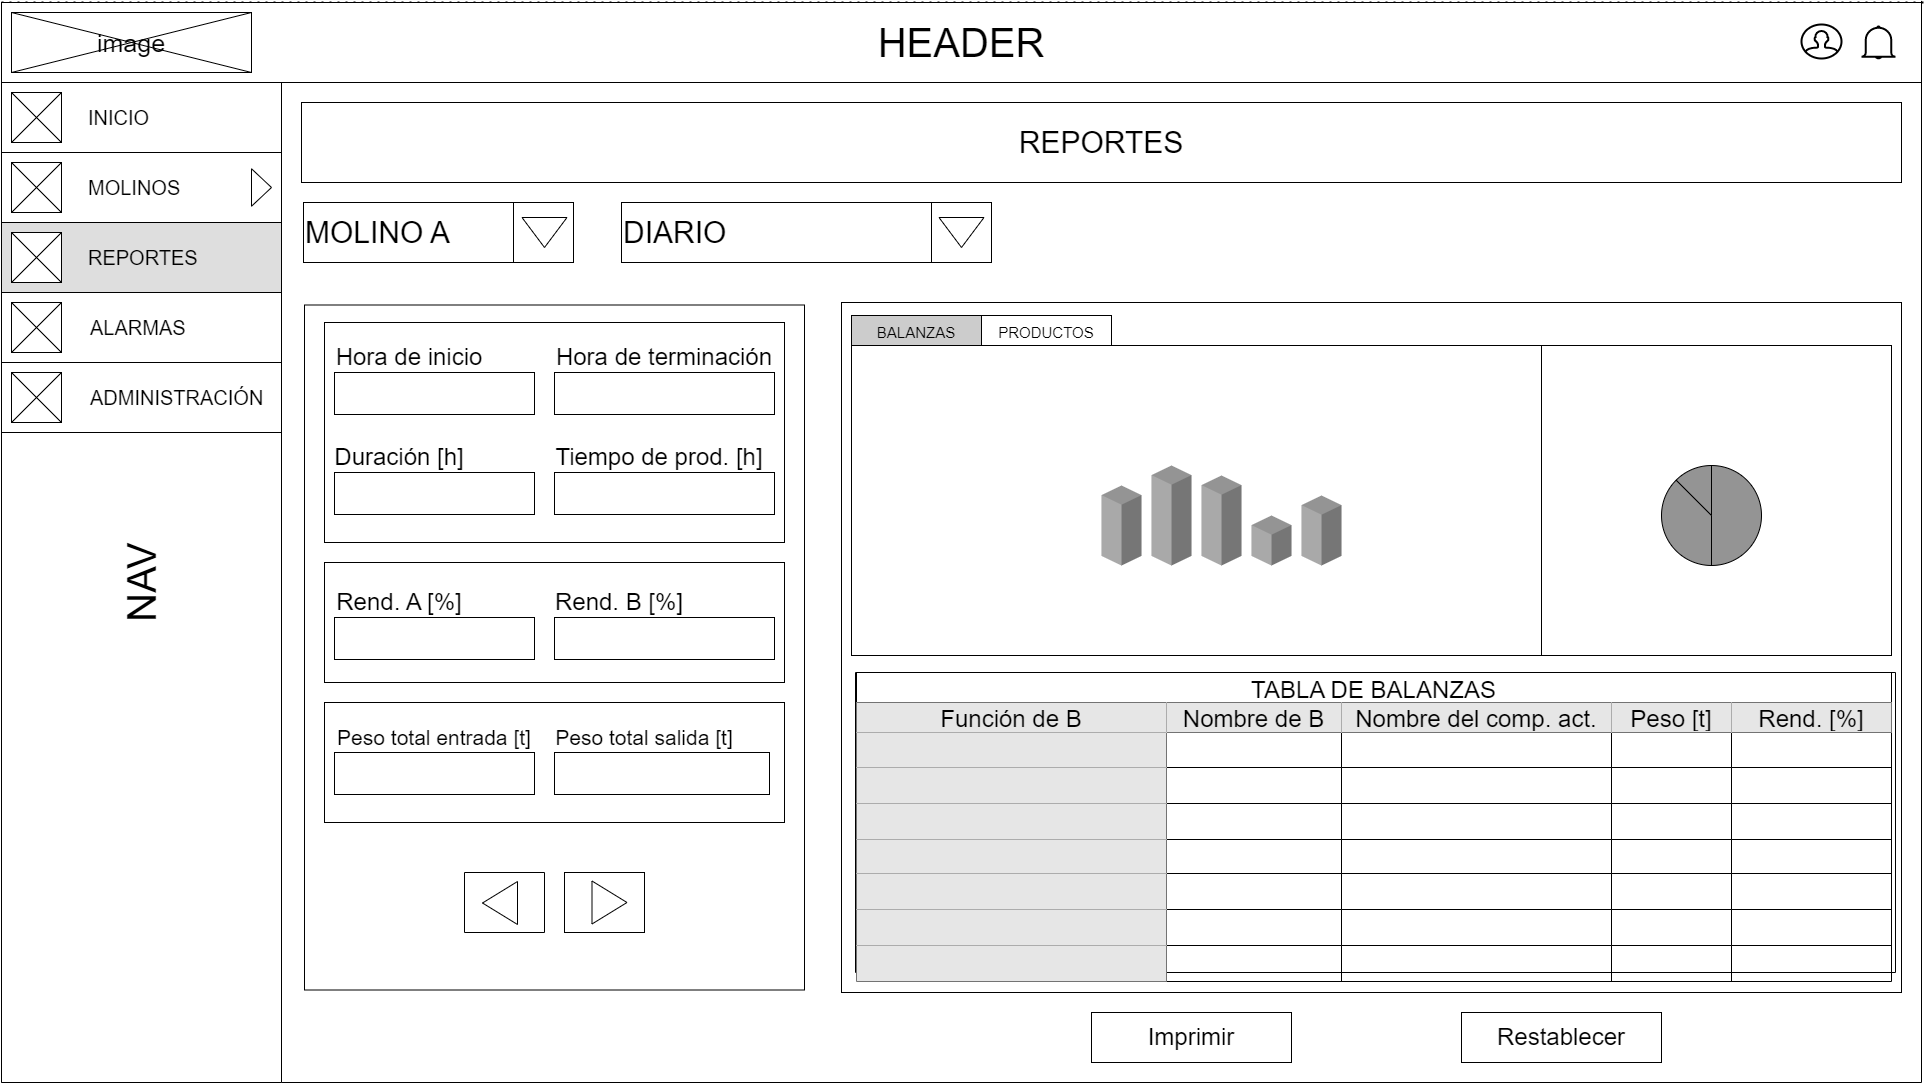 image
HEADER
INICIO
MOLINOS
REPORTES
ALARMAS
ADMINISTRACIÓN
NAV
REPORTES
MOLINO A
DIARIO
Hora de inicio
Hora de terminación
Duración [h]
Tiempo de prod. [h]
Rend. A [%]
Rend. B [%]
Peso total entrada [t]
Peso total salida [t]
BALANZAS
PRODUCTOS
TABLA DE BALANZAS
Función de B
Nombre de B
Nombre del comp. act.
Peso [t]
Rend. [%]
Imprimir
Restablecer